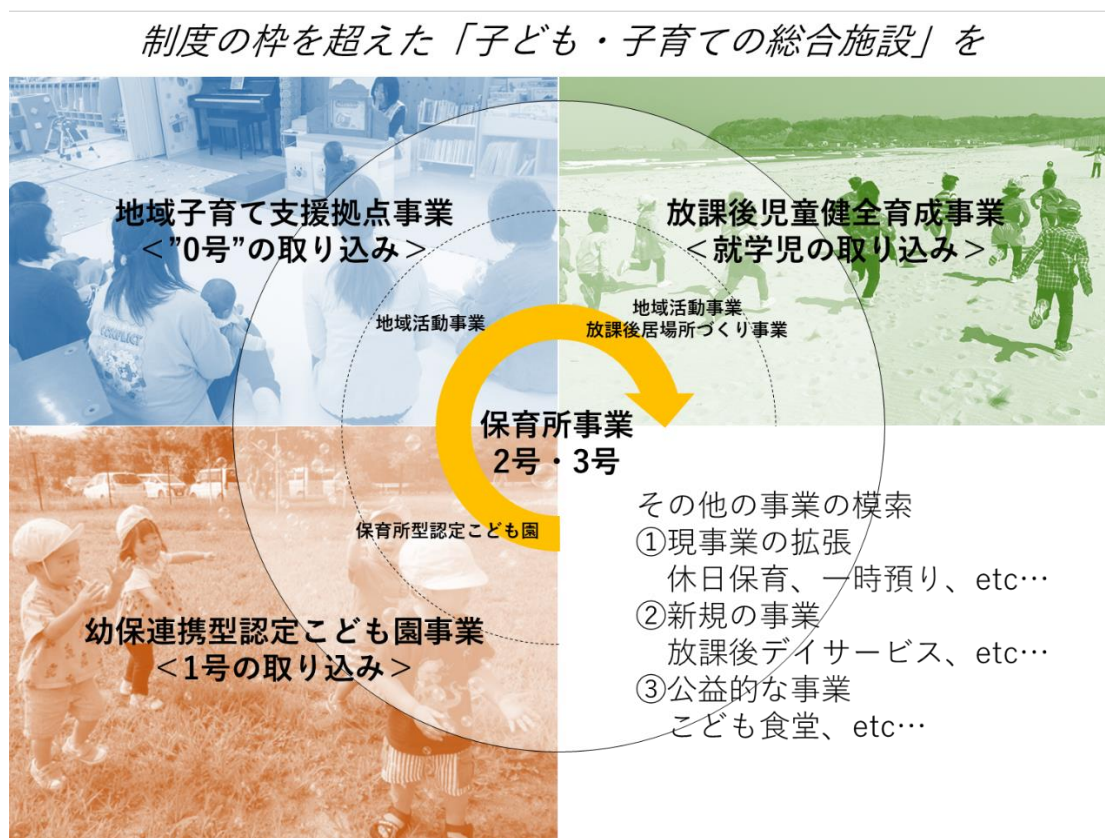 制度の枠を超えた「子ども・子育ての総合施設」を
地域子育て支援拠点事業
＜”0号”の取り込み＞
放課後児童健全育成事業
＜就学児の取り込み＞
地域活動事業
地域活動事業
放課後居場所づくり事業
保育所事業
2号・3号
保育所型認定こども園
幼保連携型認定こども園事業
＜1号の取り込み＞
その他の事業の模索
①現事業の拡張
休日保育、一時預り、etc…
②新規の事業
放課後デイサービス、etc…
③公益的な事業
こども食堂、etc…